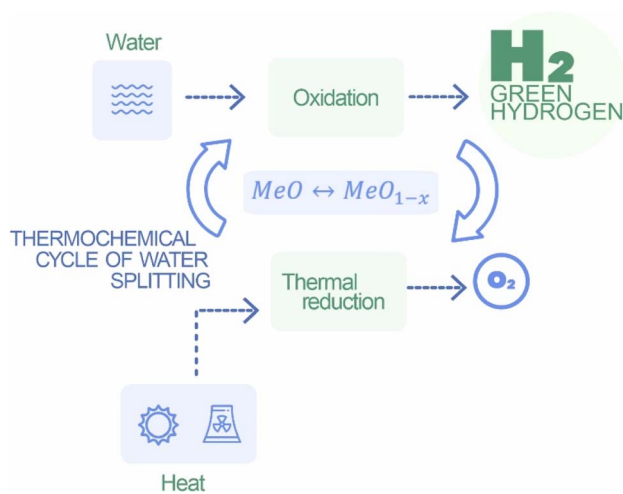 Water
Oxidation
H2
GREEN
HYDROGEN
MeO ↔ MeO₁₋ₓ
THERMOCHEMICAL
CYCLE OF WATER
SPLITTING
Thermal
reduction
O₂
Heat